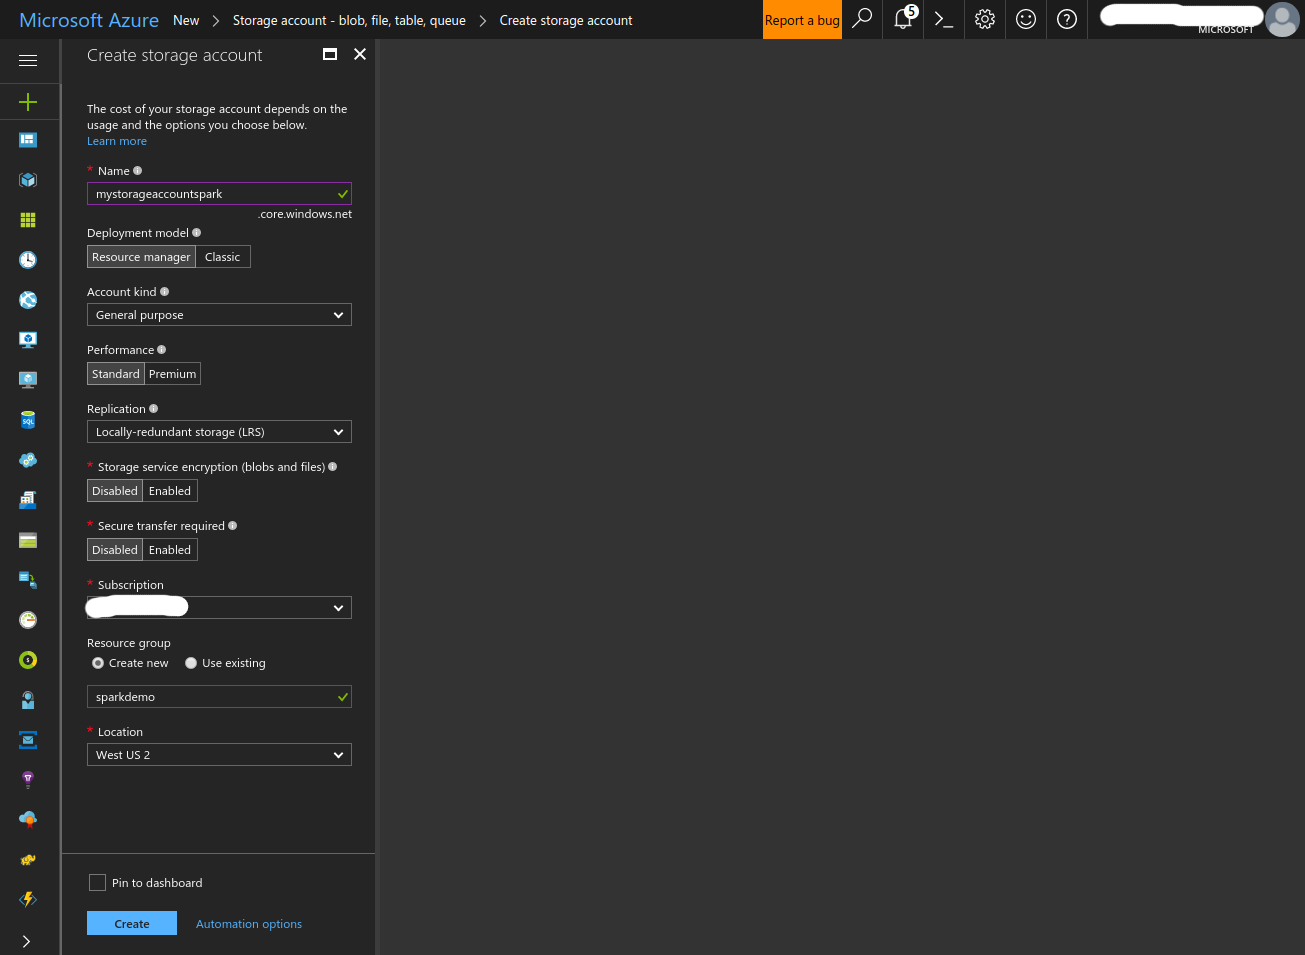 Microsoft Azure New > Storage account - blob, file, table, queue > Create storage account
Report a bug
5
MICROSOFT
Create storage account
The cost of your storage account depends on the
usage and the options you choose below.
Learn more
* Name
mystorageaccountspark
.core.windows.net
Deployment model
Resource manager Classic
Account kind
General purpose
Performance
Standard Premium
Replication
Locally-redundant storage (LRS)
* Storage service encryption (blobs and files)
Disabled Enabled
* Secure transfer required
Disabled Enabled
* Subscription
Resource group
Create new Use existing
sparkdemo
* Location
West US 2
Pin to dashboard
Create Automation options
SQL